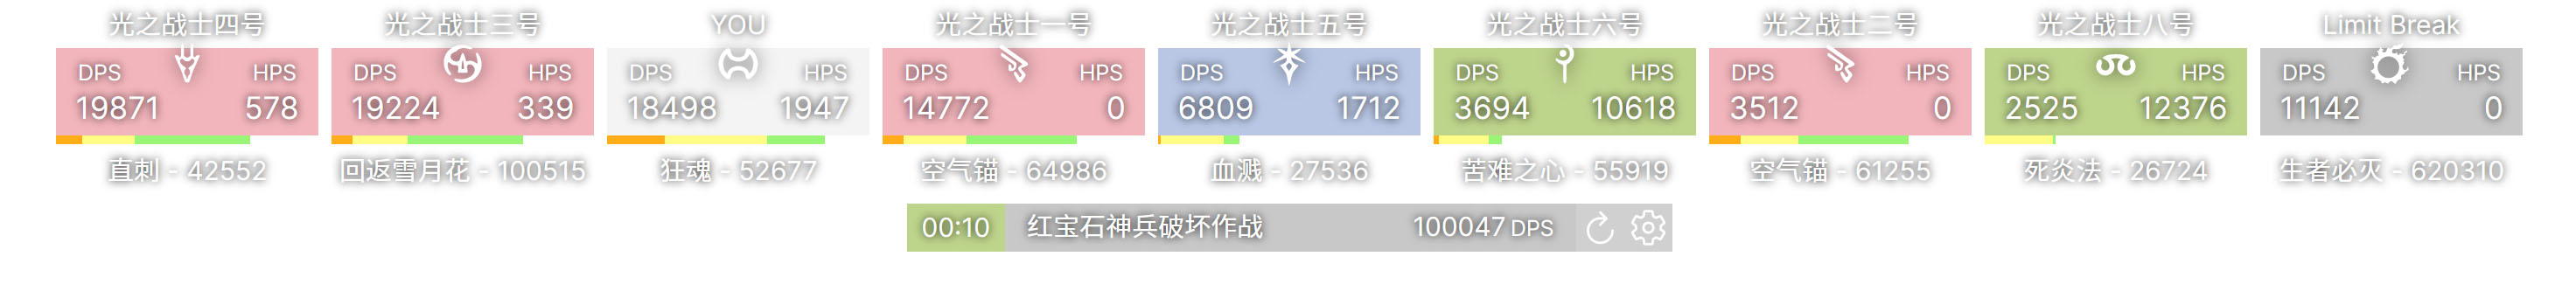 光之战士四号 光之战士三号 YOU 光之战士一号 光之战士五号 光之战士六号 光之战士二号 光之战士八号 Limit Break
DPS HPS DPS HPS DPS HPS DPS HPS DPS HPS DPS HPS DPS HPS DPS HPS DPS HPS
19871 578 19224 339 18498 1947 14772 0 6809 1712 3694 10618 3512 0 2525 12376 11142 0
直刺 - 42552 回返雪月花 - 100515 狂魂 - 52677 空气锚 - 64986 血溅 - 27536 苦难之心 - 55919 空气锚 - 61255 死炎法 - 26724 生者必灭 - 620310
00:10 红宝石神兵破坏作战 100047 DPS